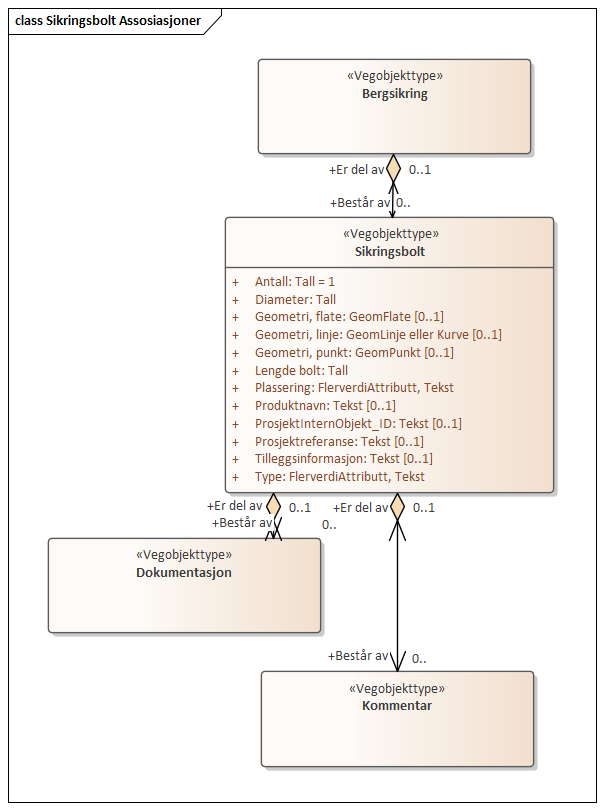 class Sikringsbolt Assosiasjoner
«Vegobjekttype»
Bergsikring
+Er del av 0..1
+Består av 0..
«Vegobjekttype»
Sikringsbolt
+ Antall: Tall = 1
+ Diameter: Tall
+ Geometri, flate: GeomFlate [0..1]
+ Geometri, linje: GeomLinje eller Kurve [0..1]
+ Geometri, punkt: GeomPunkt [0..1]
+ Lengde bolt: Tall
+ Plassering: FlerverdiAttributt, Tekst
+ Produktnavn: Tekst [0..1]
+ ProsjektInternObjekt_ID: Tekst [0..1]
+ Prosjektreferanse: Tekst [0..1]
+ Tilleggsinformasjon: Tekst [0..1]
+ Type: FlerverdiAttributt, Tekst
+Er del av 0..1 +Er del av 0..1
+Består av 0..
«Vegobjekttype»
Dokumentasjon
+Består av 0..
«Vegobjekttype»
Kommentar